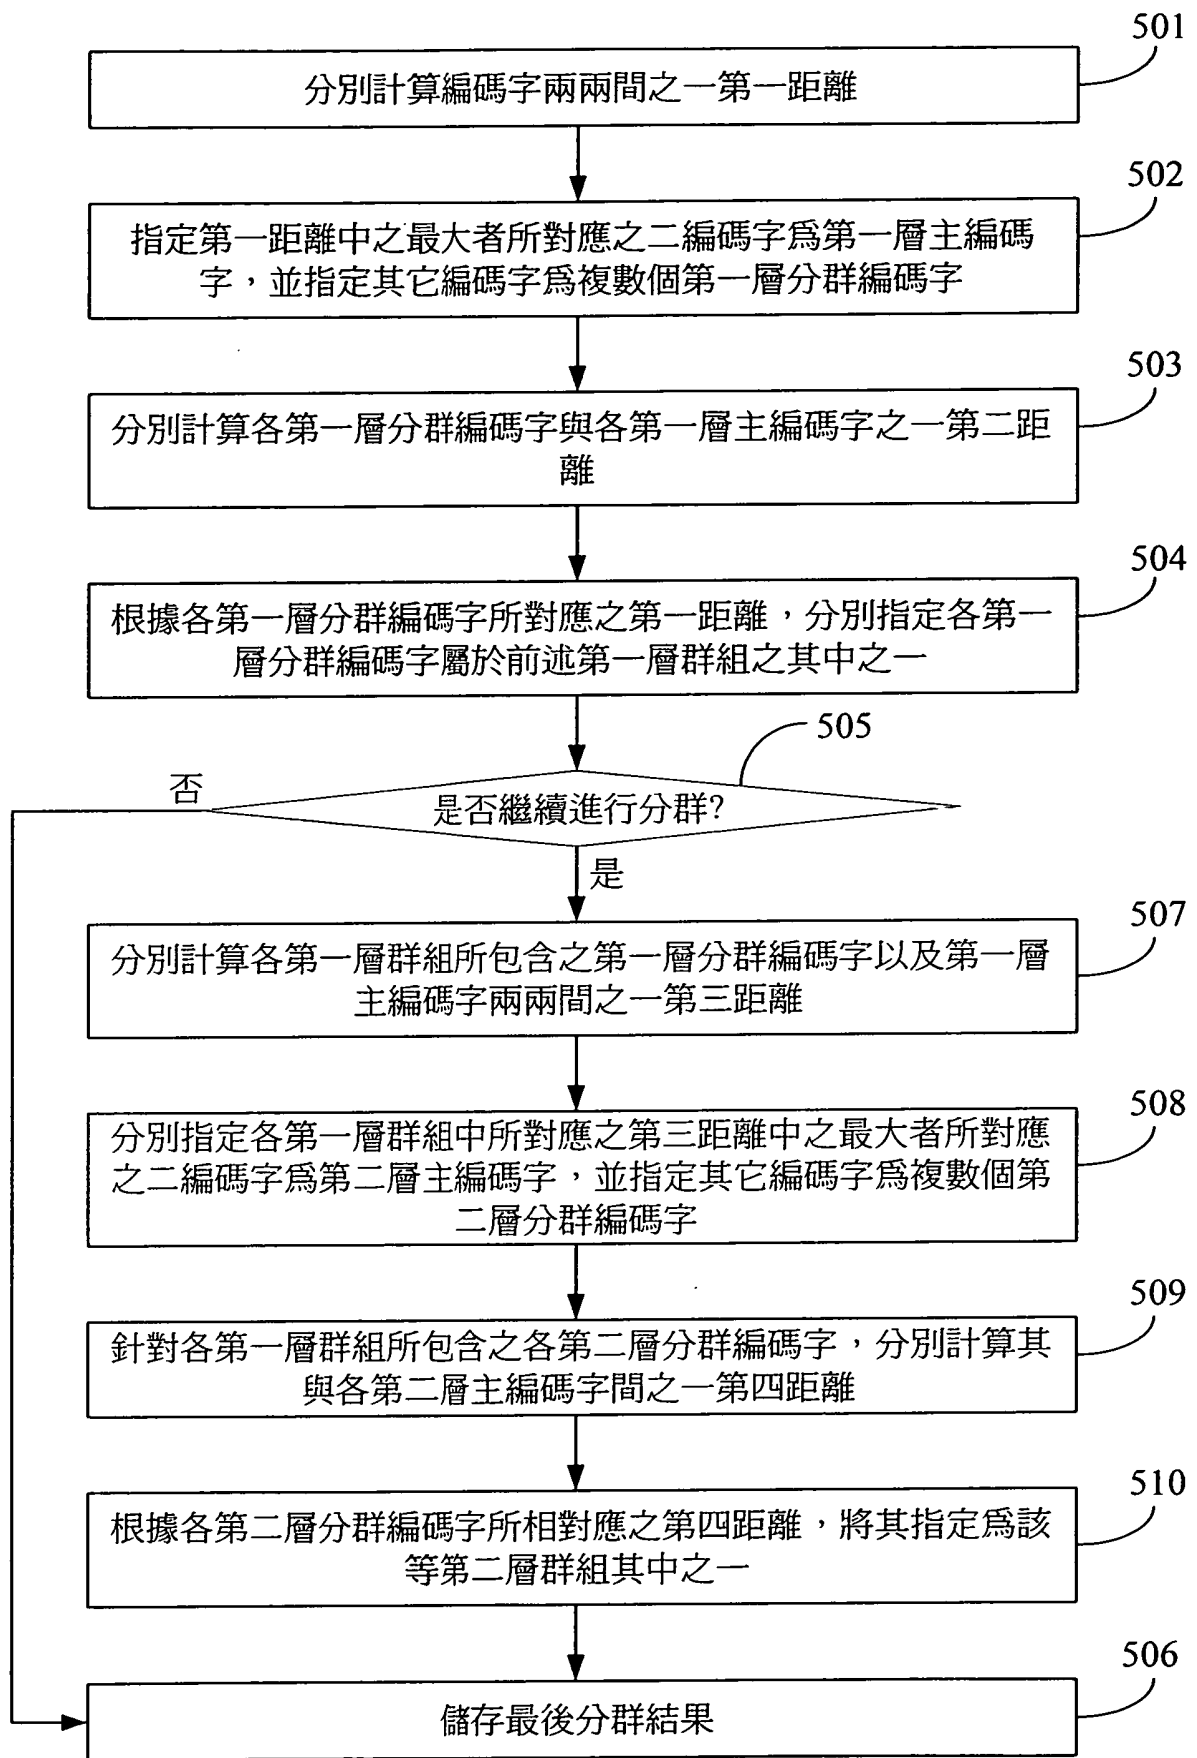 501
分別計算編碼字兩兩間之一第一距離
502
指定第一距離中之最大者所對應之二編碼字爲第一層主編碼
字，並指定其它編碼字爲複數個第一層分群編碼字
503
分別計算各第一層分群編碼字與各第一層主編碼字之一第二距
離
504
根據各第一層分群編碼字所對應之第一距離，分別指定各第一
層分群編碼字屬於前述第一層群組之其中之一
505
否
是否繼續進行分群?
是
507
分別計算各第一層群組所包含之第一層分群編碼字以及第一層
主編碼字兩兩間之一第三距離
508
分別指定各第一層群組中所對應之第三距離中之最大者所對應
之二編碼字爲第二層主編碼字，並指定其它編碼字爲複數個第
二層分群編碼字
509
針對各第一層群組所包含之各第二層分群編碼字，分別計算其
與各第二層主編碼字間之一第四距離
510
根據各第二層分群編碼字所相對應之第四距離，將其指定爲該
等第二層群組其中之一
506
儲存最後分群結果